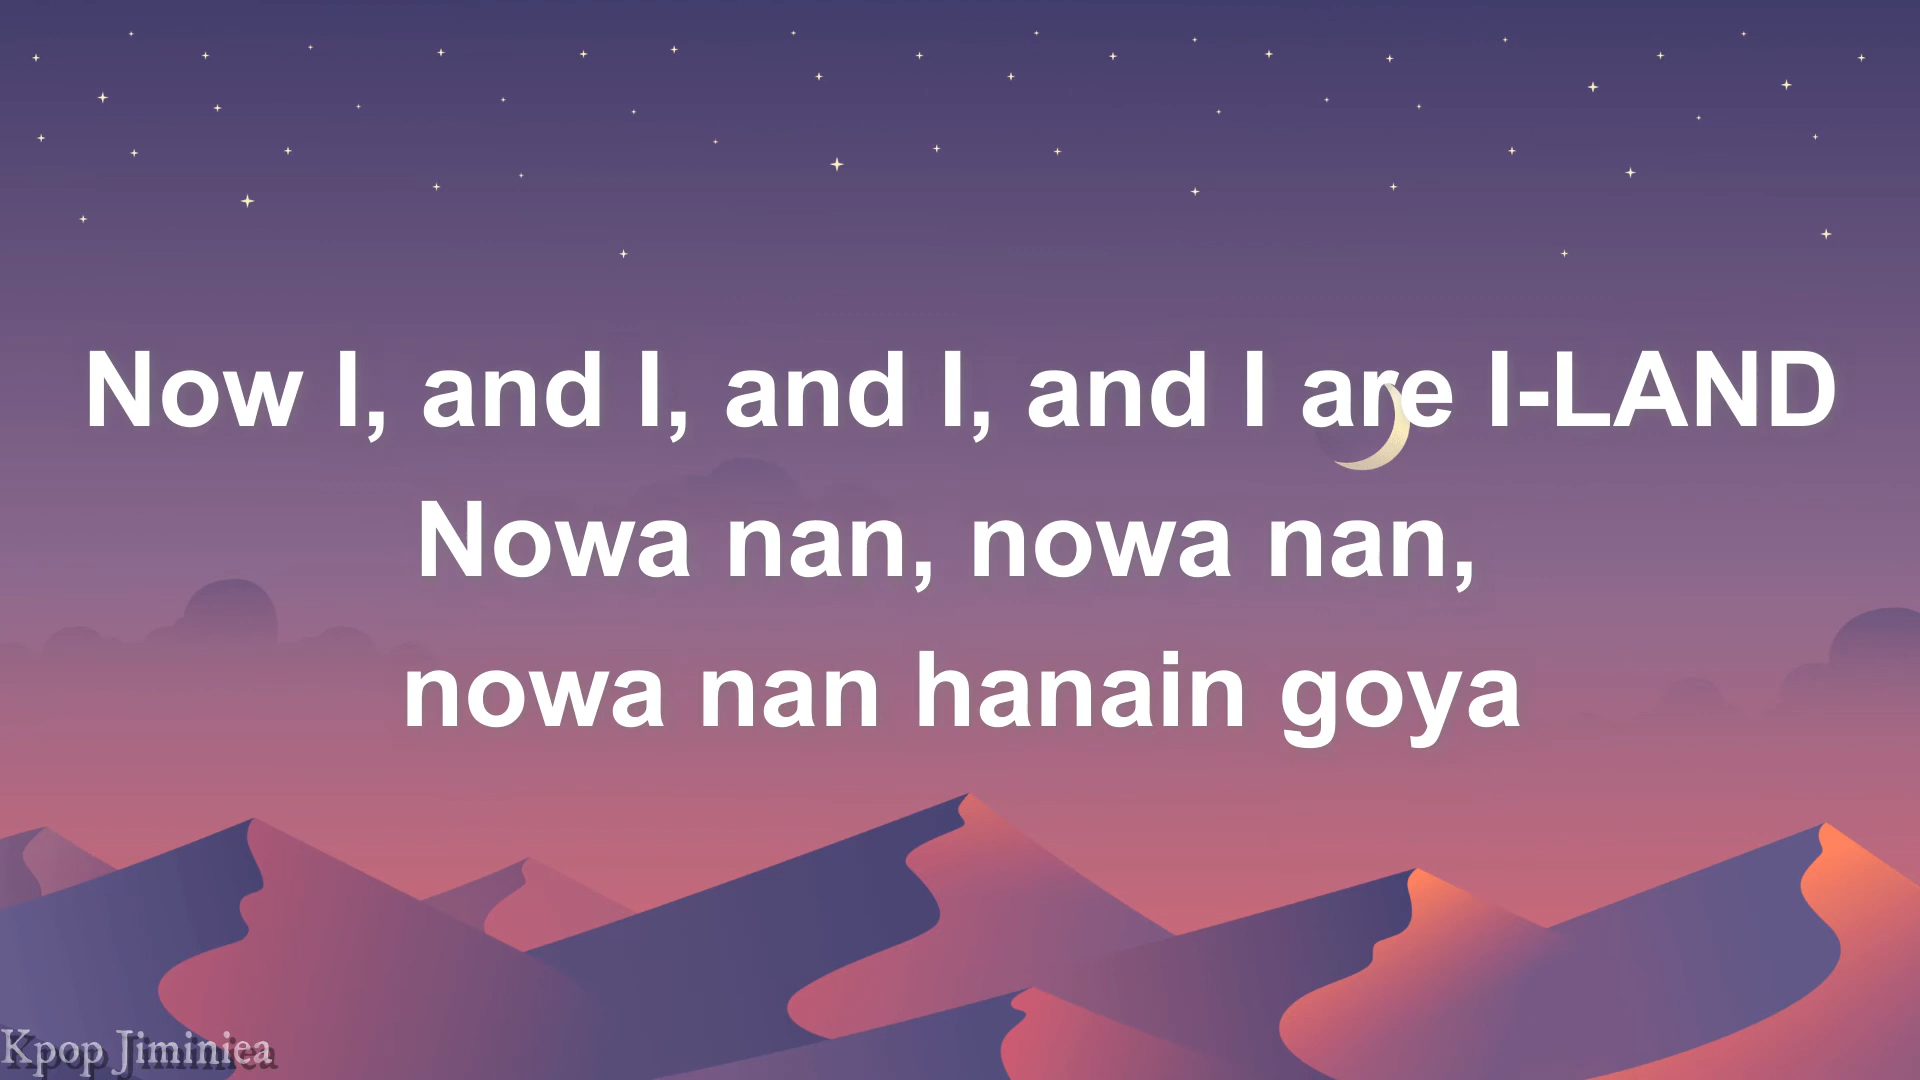 Now I, and I, and I, and I are I-LAND
Nowa nan, nowa nan,
nowa nan hanain goya
Kpop Jiminiea